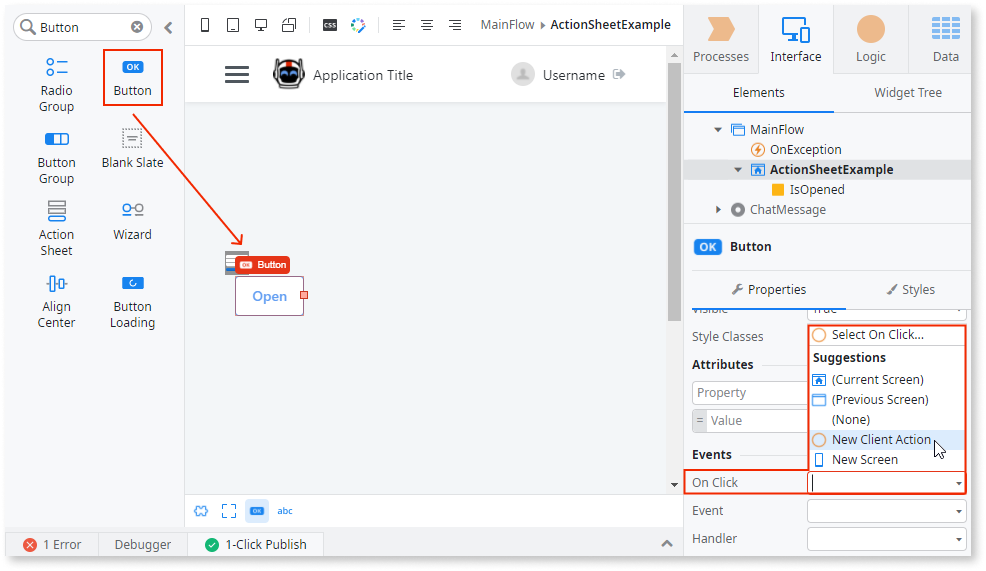 Button
Radio
Group
OK
Button
Button
Group
Blank Slate
Action
Sheet
Wizard
Align
Center
Button
Loading
CSS
MainFlow ▸ ActionSheetExample
Application Title
Username
OK Button
Open
OK
abc
1 Error
Debugger
1-Click Publish
Processes
Interface
Logic
Data
Elements
Widget Tree
MainFlow
OnException
ActionSheetExample
IsOpened
ChatMessage
OK Button
Properties
Styles
Visible
True
Style Classes
Select On Click...
Attributes
Suggestions
Property
(Current Screen)
= Value
(Previous Screen)
(None)
New Client Action
Events
New Screen
On Click
Event
Handler